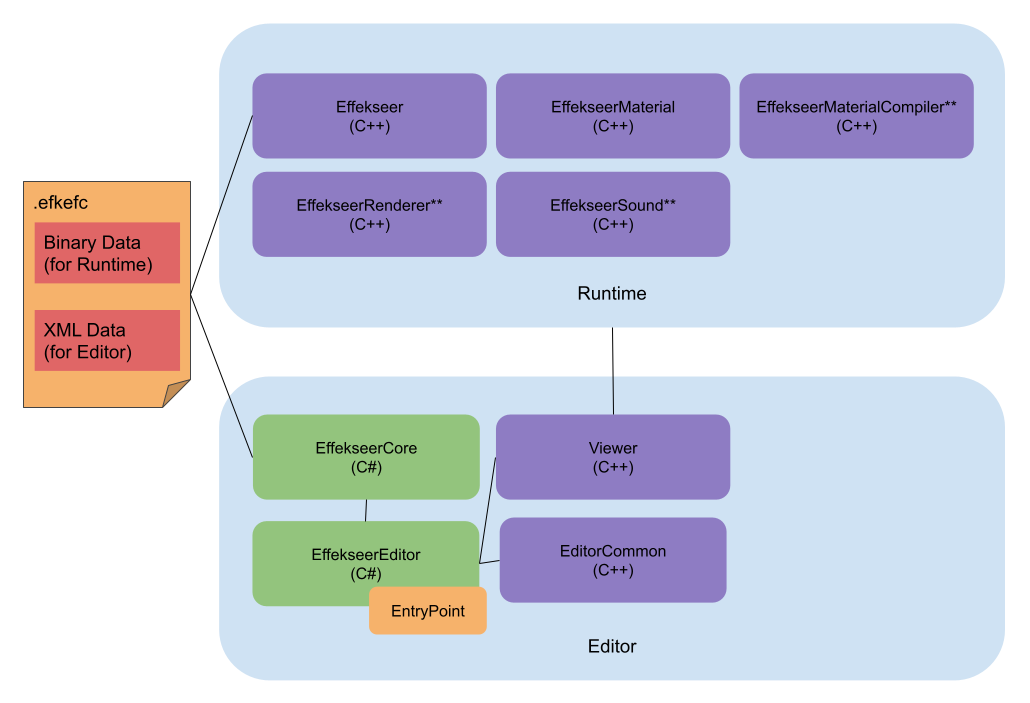 .efkefc
Binary Data
(for Runtime)
XML Data
(for Editor)
Effekseer
(C++)
EffekseerMaterial
(C++)
EffekseerMaterialCompiler**
(C++)
EffekseerRenderer**
(C++)
EffekseerSound**
(C++)
Runtime
EffekseerCore
(C#)
Viewer
(C++)
EffekseerEditor
(C#)
EntryPoint
EditorCommon
(C++)
Editor